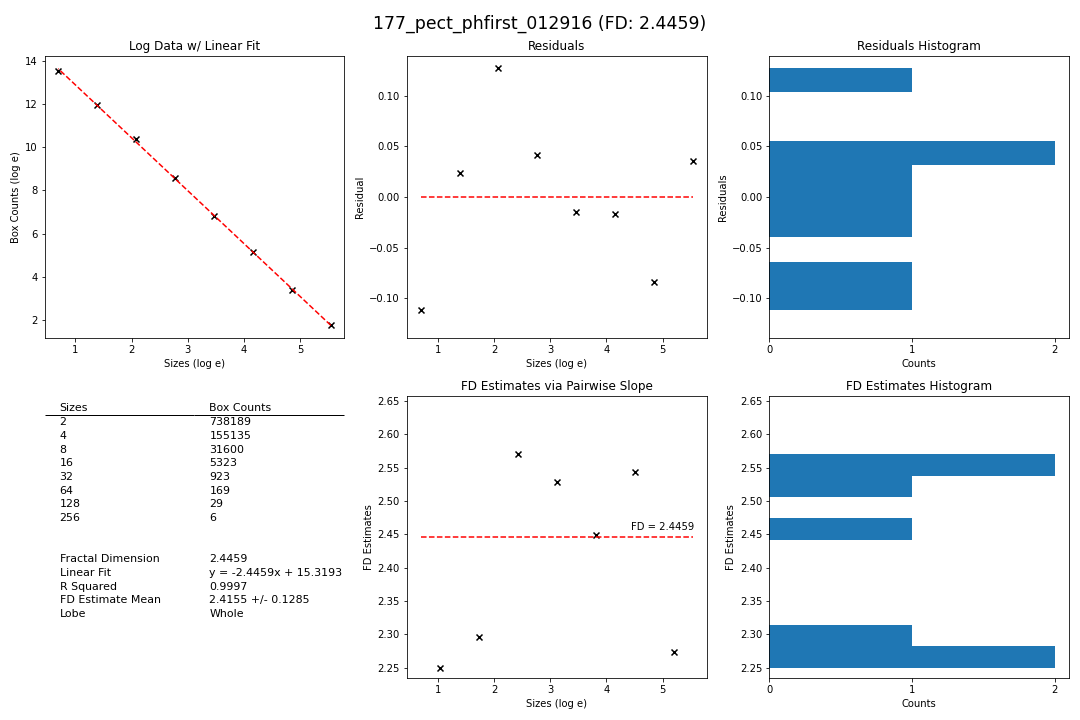 177_pect_phfirst_012916 (FD: 2.4459)
Log Data w/ Linear Fit
Box Counts (log e)
14
12
10
8
6
4
2
1 2 3 4 5
Sizes (log e)
Residuals
Residual
0.10
0.05
0.00
−0.05
−0.10
1 2 3 4 5
Sizes (log e)
Residuals Histogram
Residuals
0.10
0.05
0.00
−0.05
−0.10
0 1 2
Counts
Sizes Box Counts
2 738189
4 155135
8 31600
16 5323
32 923
64 169
128 29
256 6
Fractal Dimension 2.4459
Linear Fit y = -2.4459x + 15.3193
R Squared 0.9997
FD Estimate Mean 2.4155 +/- 0.1285
Lobe Whole
FD Estimates via Pairwise Slope
FD Estimates
2.65
2.60
2.55
2.50
2.45
2.40
2.35
2.30
2.25
FD = 2.4459
1 2 3 4 5
Sizes (log e)
FD Estimates Histogram
FD Estimates
2.65
2.60
2.55
2.50
2.45
2.40
2.35
2.30
2.25
0 1 2
Counts